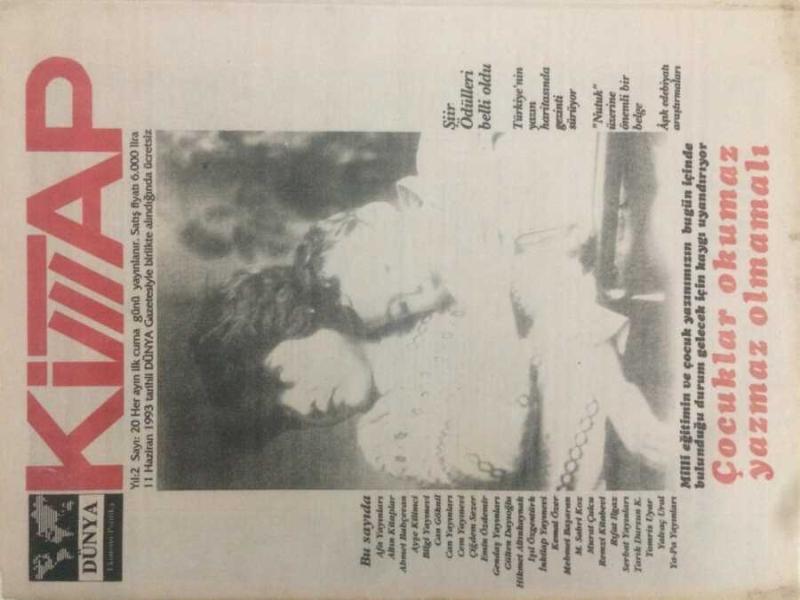 DÜNYA
KİTAP
Yıl:2 Sayı: 20 Her ayın ilk cuma günü yayınlanır. Satış fiyatı 6.000 lira
11 Haziran 1993 tarihli DÜNYA Gazetesiyle birlikte alındığında ücretsiz
Bu sayıda
Afa Yayınları
Altın Kitaplar
Ahmet Bahçevan
Ayşe Kilimci
Bilgi Yayınevi
Can Göknil
Can Yayınları
Cem Yayınevi
Çiğdem Sezer
Emin Özdemir
Gendaş Yayınları
Gülten Dayıoğlu
Hikmet Altınkaynak
Işıl Özgentürk
İnkılap Yayınevi
Kemal Özer
Mehmet Başaran
M. Sabri Koz
Murat Çulcu
Remzi Kitabevi
Rıfat Ilgaz
Serhat Yayınları
Tarık Dursun K.
Tomris Uyar
Yalvaç Ural
Ya-Pa Yayınları
Şiir
Ödülleri
belli oldu
Türkiye'nin
yazın
haritasında
gezinti
sürüyor
"Nutuk"
üzerine
önemli bir
belge
Aşık edebiyatı
araştırmaları
Milli eğitimin ve çocuk yazınımızın bugün içinde
bulunduğu durum gelecek için kaygı uyandırıyor
Çocuklar okumaz
yazmaz olmamalı